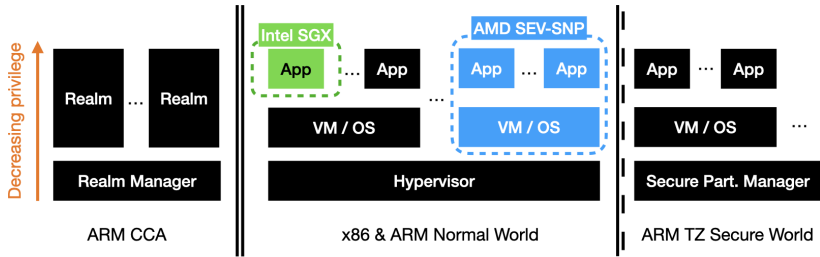 Decreasing privilege
Realm
...
Realm
Realm Manager
ARM CCA
Intel SGX
App
...
App
VM / OS
...
AMD SEV-SNP
App
...
App
VM / OS
Hypervisor
x86 & ARM Normal World
App
...
App
VM / OS
...
Secure Part. Manager
ARM TZ Secure World